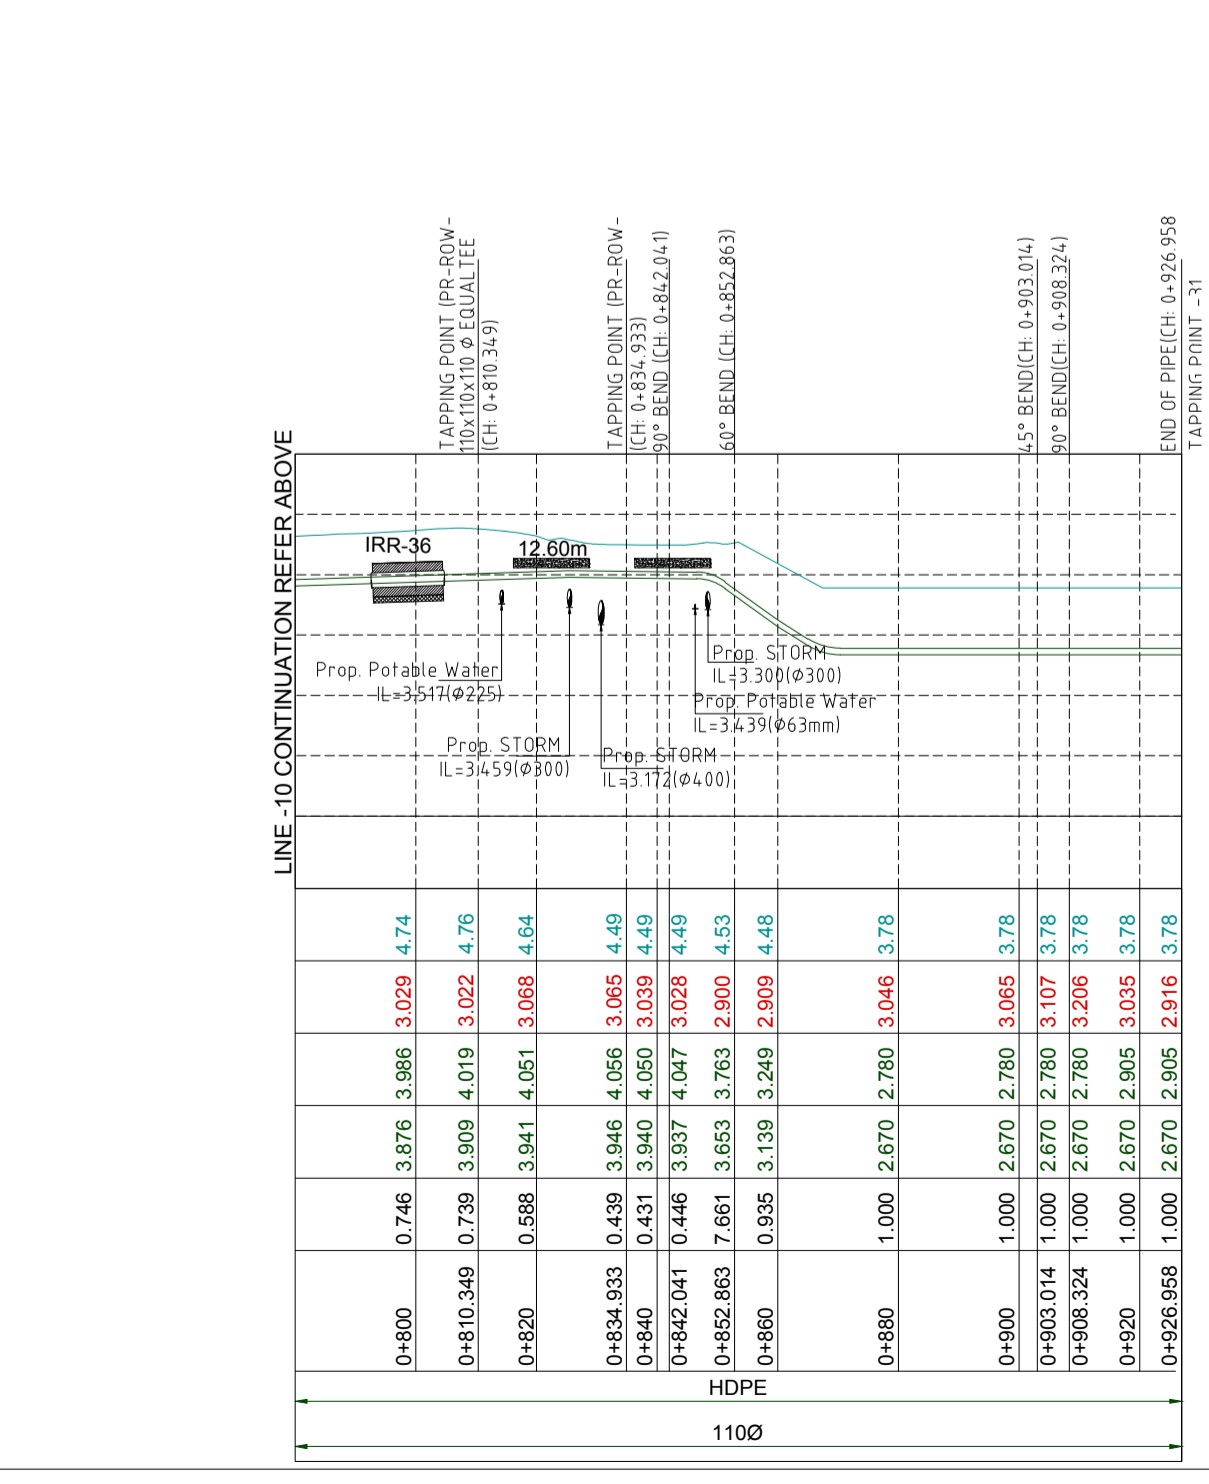 TAPPING POINT (PR-ROW-
110x110x110 Ø EQUAL TEE
(CH: 0+810.349)
TAPPING POINT (PR-ROW-
(CH: 0+834.933)
90° BEND (CH: 0+842.041)
60° BEND (CH: 0+852.863)
45° BEND(CH: 0+903.014)
90° BEND(CH: 0+908.324)
END OF PIPE(CH: 0+926.958
TAPPING POINT -31
LINE -10 CONTINUATION REFER ABOVE
IRR-36
12.60m
Prop. Potable Water
IL=3.517(Ø225)
Prop. STORM
IL=3.459(Ø300)
Prop. STORM
IL=3.172(Ø400)
Prop. STORM
IL=3.300(Ø300)
Prop. Potable Water
IL=3.439(Ø63mm)
4.74 4.76 4.64 4.49 4.49 4.49 4.53 4.48 3.78 3.78 3.78 3.78 3.78 3.78
3.029 3.022 3.068 3.065 3.039 3.028 2.900 2.909 3.046 3.065 3.107 3.206 3.035 2.916
3.986 4.019 4.051 4.056 4.050 4.047 3.763 3.249 2.780 2.780 2.780 2.780 2.905 2.905
3.876 3.909 3.941 3.946 3.940 3.937 3.653 3.139 2.670 2.670 2.670 2.670 2.670 2.670
0.746 0.739 0.588 0.439 0.431 0.446 7.661 0.935 1.000 1.000 1.000 1.000 1.000 1.000
0+800 0+810.349 0+820 0+834.933 0+840 0+842.041 0+852.863 0+860 0+880 0+900 0+903.014 0+908.324 0+920 0+926.958
HDPE
110Ø